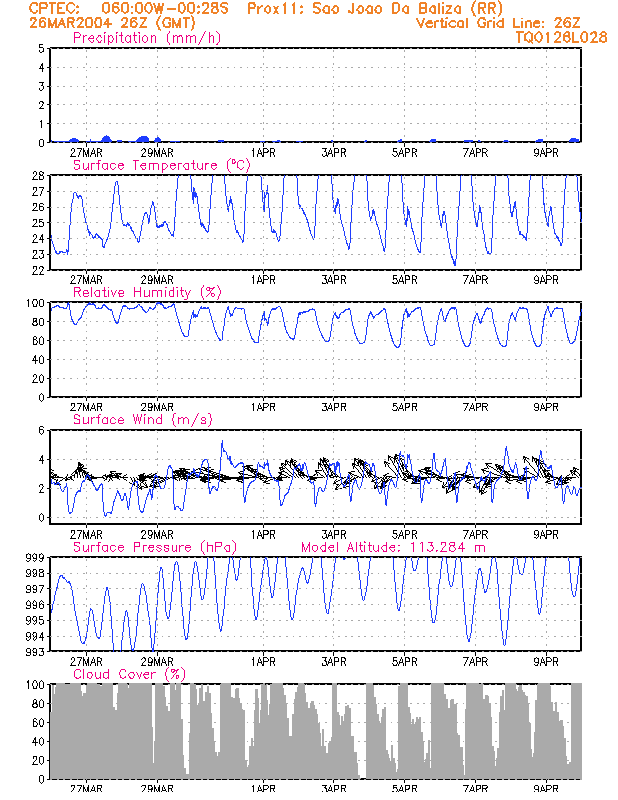 CPTEC: 060:00W-00:28S Prox11: Sao Joao Da Baliza (RR)
26MAR2004 26Z (GMT) Vertical Grid Line: 26Z
Precipitation (mm/h) TQ0126L028
5
4
3
2
1
0
27MAR 29MAR 1APR 3APR 5APR 7APR 9APR
Surface Temperature (°C)
28
27
26
25
24
23
22
27MAR 29MAR 1APR 3APR 5APR 7APR 9APR
Relative Humidity (%)
100
80
60
40
20
0
27MAR 29MAR 1APR 3APR 5APR 7APR 9APR
Surface Wind (m/s)
6
4
2
0
27MAR 29MAR 1APR 3APR 5APR 7APR 9APR
Surface Pressure (hPa) Model Altitude: 113.284 m
999
998
997
996
995
994
993
27MAR 29MAR 1APR 3APR 5APR 7APR 9APR
Cloud Cover (%)
100
80
60
40
20
0
27MAR 29MAR 1APR 3APR 5APR 7APR 9APR